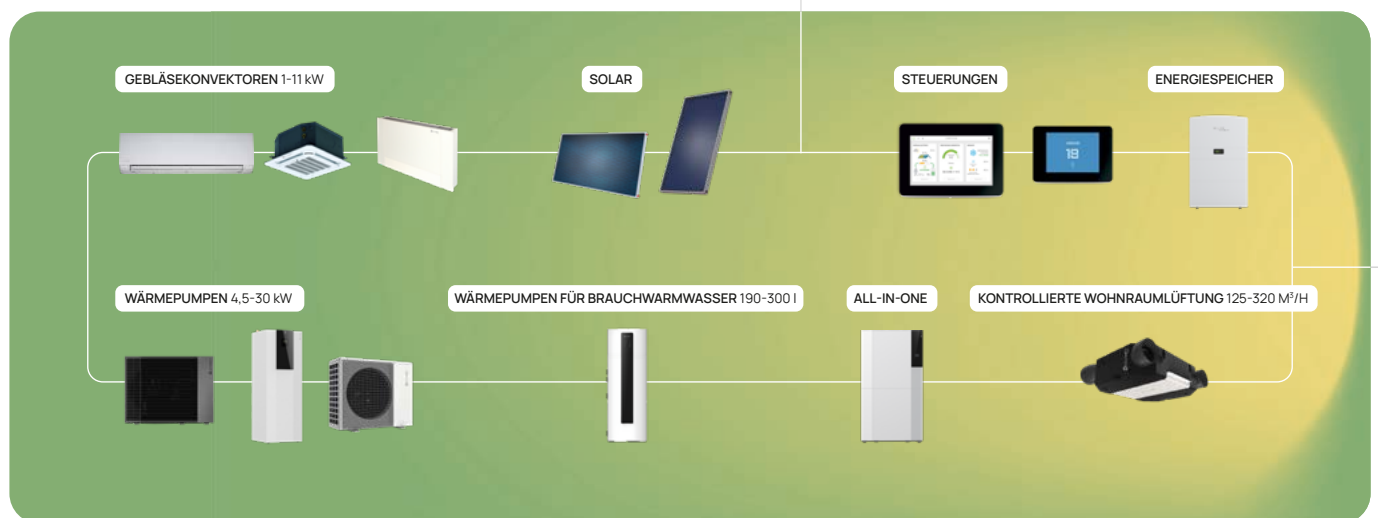 GEBLÄSEKONVEKTOREN 1-11 kW
SOLAR
STEUERUNGEN
ENERGIESPEICHER
19
WÄRMEPUMPEN 4,5-30 kW
WÄRMEPUMPEN FÜR BRAUCHWARMWASSER 190-300 l
ALL-IN-ONE
KONTROLLIERTE WOHNRAUMLÜFTUNG 125-320 M³/H